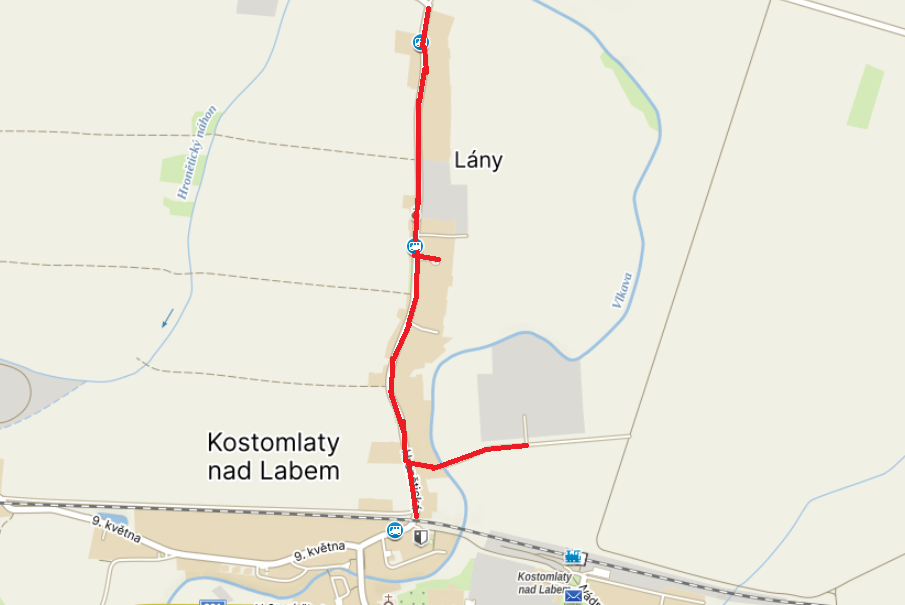 Hronětický náhon
Lány
Vlkava
Kostomlaty
nad Labem
9. května
9. května
Kostomlaty
nad Labem